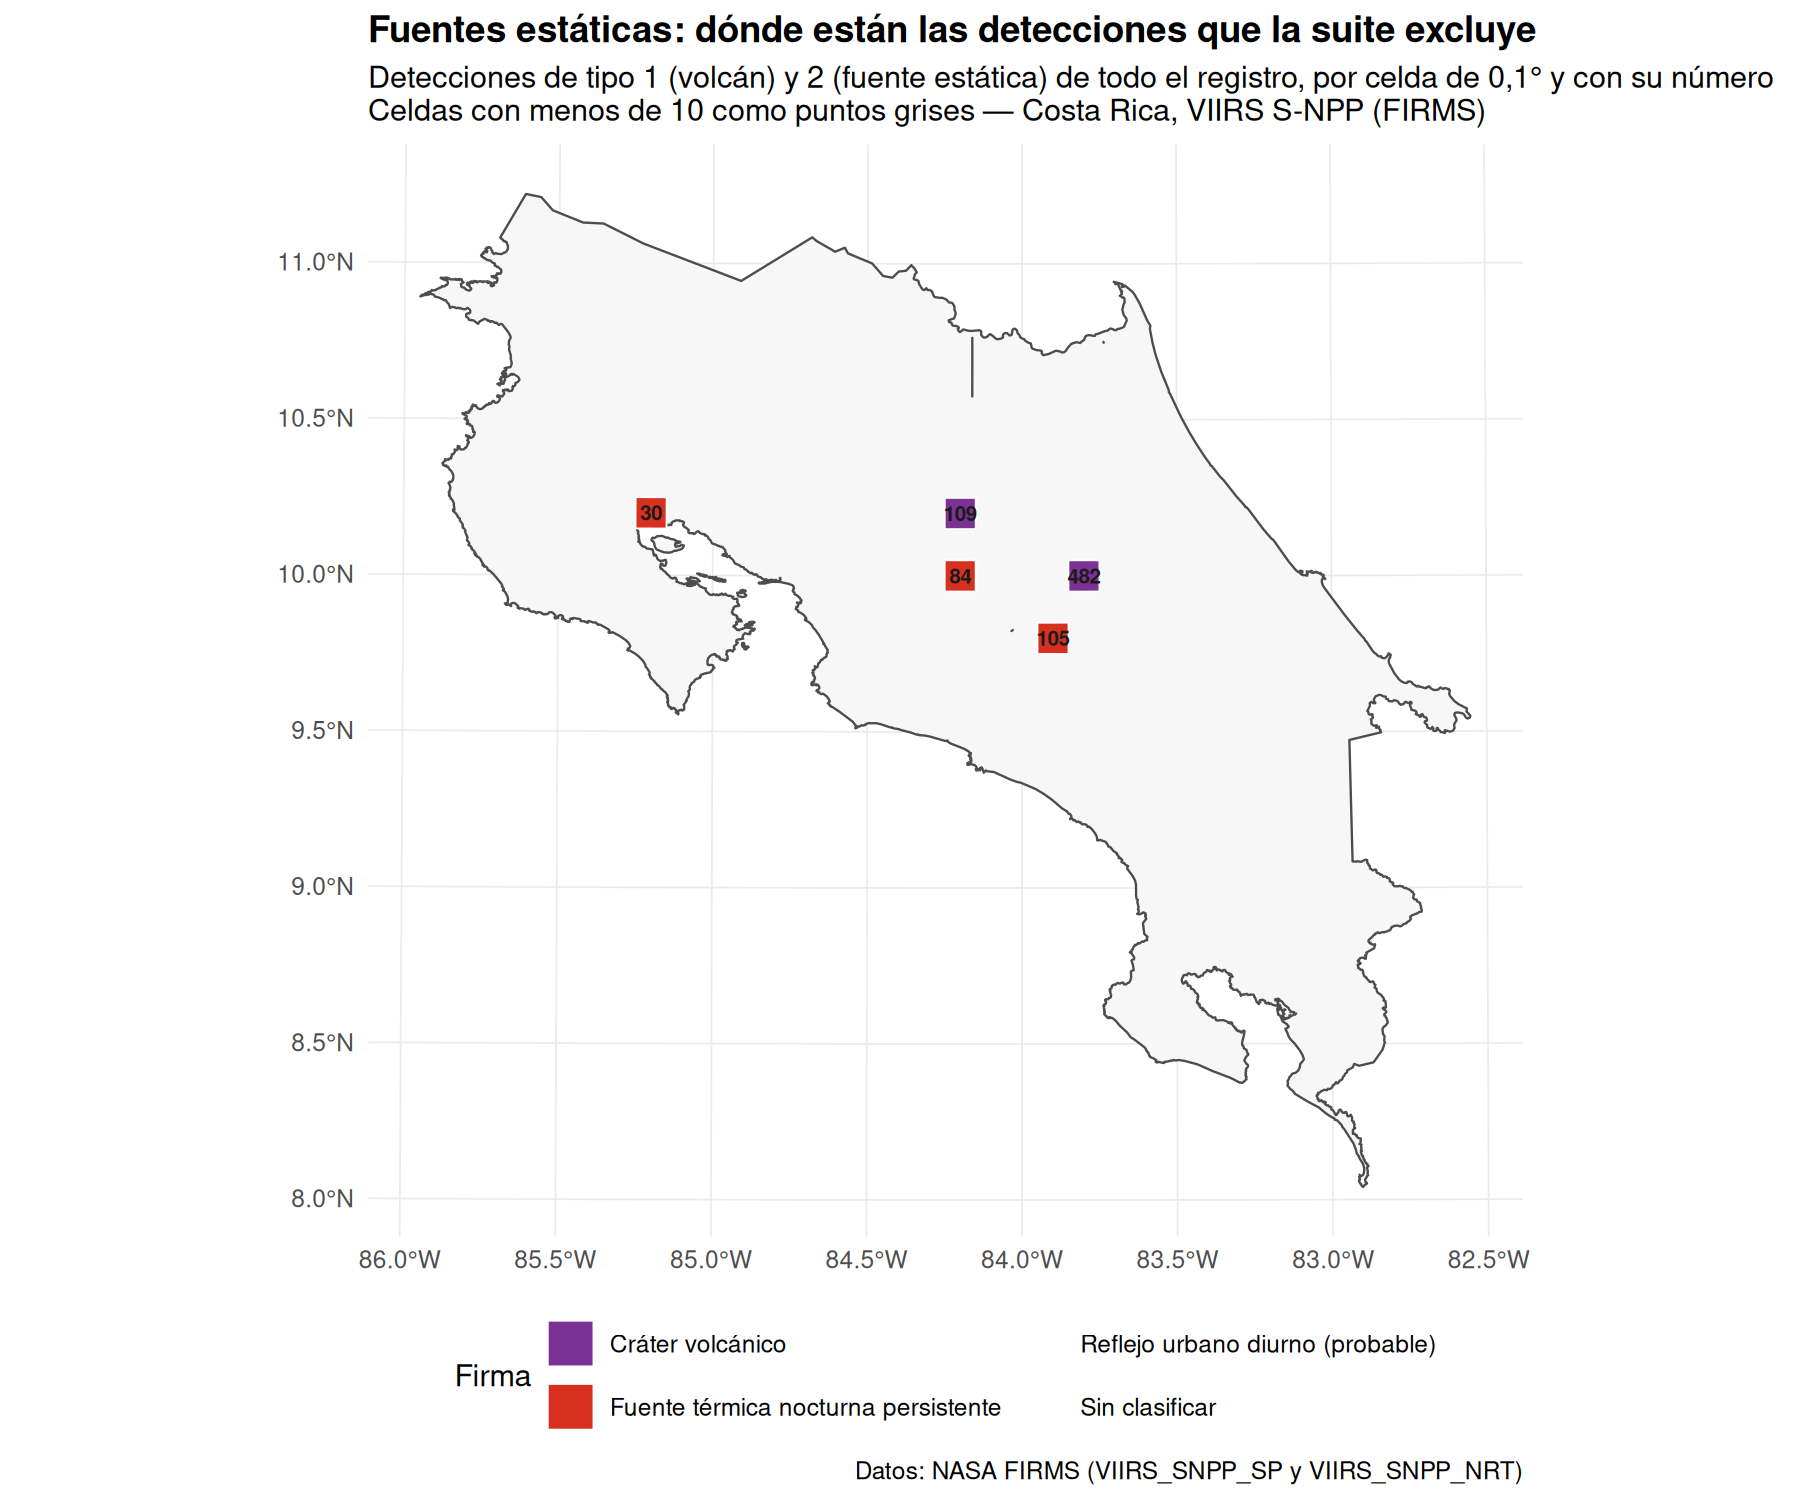 Fuentes estáticas: dónde están las detecciones que la suite excluye
Detecciones de tipo 1 (volcán) y 2 (fuente estática) de todo el registro, por celda de 0,1° y con su número
Celdas con menos de 10 como puntos grises — Costa Rica, VIIRS S-NPP (FIRMS)
11.0°N
10.5°N
30
109
10.0°N
84
482
105
9.5°N
9.0°N
8.5°N
8.0°N
86.0°W
85.5°W
85.0°W
84.5°W
84.0°W
83.5°W
83.0°W
82.5°W
Firma
Cráter volcánico
Reflejo urbano diurno (probable)
Fuente térmica nocturna persistente
Sin clasificar
Datos: NASA FIRMS (VIIRS_SNPP_SP y VIIRS_SNPP_NRT)